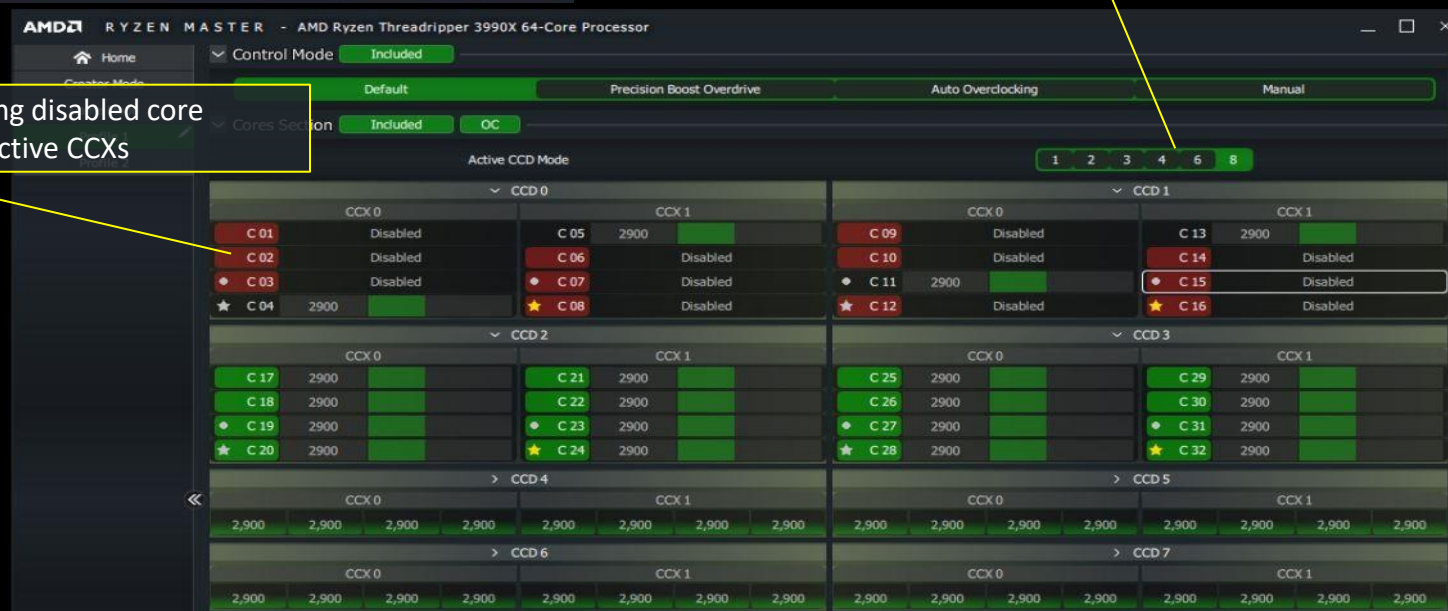 AMD RYZEN MASTER - AMD Ryzen Threadripper 3990X 64-Core Processor
Home
Control Mode Included
Creator Mode
Default Precision Boost Overdrive Auto Overclocking Manual
ng disabled core
ctive CCXs
Cores Section Included OC
Active CCD Mode 1 2 3 4 6 8
CCD 0 CCD 1
CCX 0 CCX 1 CCX 0 CCX 1
C 01 Disabled C 05 2900 C 09 Disabled C 13 2900
C 02 Disabled C 06 Disabled C 10 Disabled C 14 Disabled
C 03 Disabled C 07 Disabled C 11 2900 C 15 Disabled
C 04 2900 C 08 Disabled C 12 Disabled C 16 Disabled
CCD 2 CCD 3
CCX 0 CCX 1 CCX 0 CCX 1
C 17 2900 C 21 2900 C 25 2900 C 29 2900
C 18 2900 C 22 2900 C 26 2900 C 30 2900
C 19 2900 C 23 2900 C 27 2900 C 31 2900
C 20 2900 C 24 2900 C 28 2900 C 32 2900
CCD 4 CCD 5
CCX 0 CCX 1 CCX 0 CCX 1
2,900 2,900 2,900 2,900 2,900 2,900 2,900 2,900 2,900 2,900 2,900 2,900 2,900 2,900 2,900 2,900
CCD 6 CCD 7
CCX 0 CCX 1 CCX 0 CCX 1
2,900 2,900 2,900 2,900 2,900 2,900 2,900 2,900 2,900 2,900 2,900 2,900 2,900 2,900 2,900 2,900